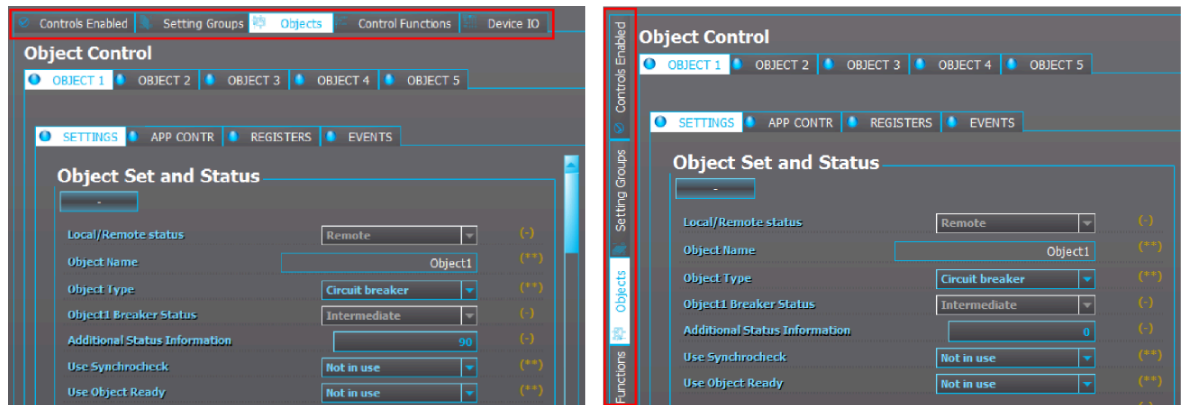 Controls Enabled Setting Groups Objects Control Functions Device IO
Object Control
OBJECT 1 OBJECT 2 OBJECT 3 OBJECT 4 OBJECT 5
SETTINGS APP CONTR REGISTERS EVENTS
Object Set and Status
-
Local/Remote status Remote (-)
Object Name Object1 (**)
Object Type Circuit breaker (**)
Object1 Breaker Status Intermediate (-)
Additional Status Information 90 (-)
Use Synchrocheck Not in use (**)
Use Object Ready Not in use (**)
Controls Enabled
Setting Groups
Objects
Functions
Object Control
OBJECT 1 OBJECT 2 OBJECT 3 OBJECT 4 OBJECT 5
SETTINGS APP CONTR REGISTERS EVENTS
Object Set and Status
-
Local/Remote status Remote (-)
Object Name Object1 (**)
Object Type Circuit breaker (**)
Object1 Breaker Status Intermediate (-)
Additional Status Information 0 (-)
Use Synchrocheck Not in use (**)
Use Object Ready Not in use (**)